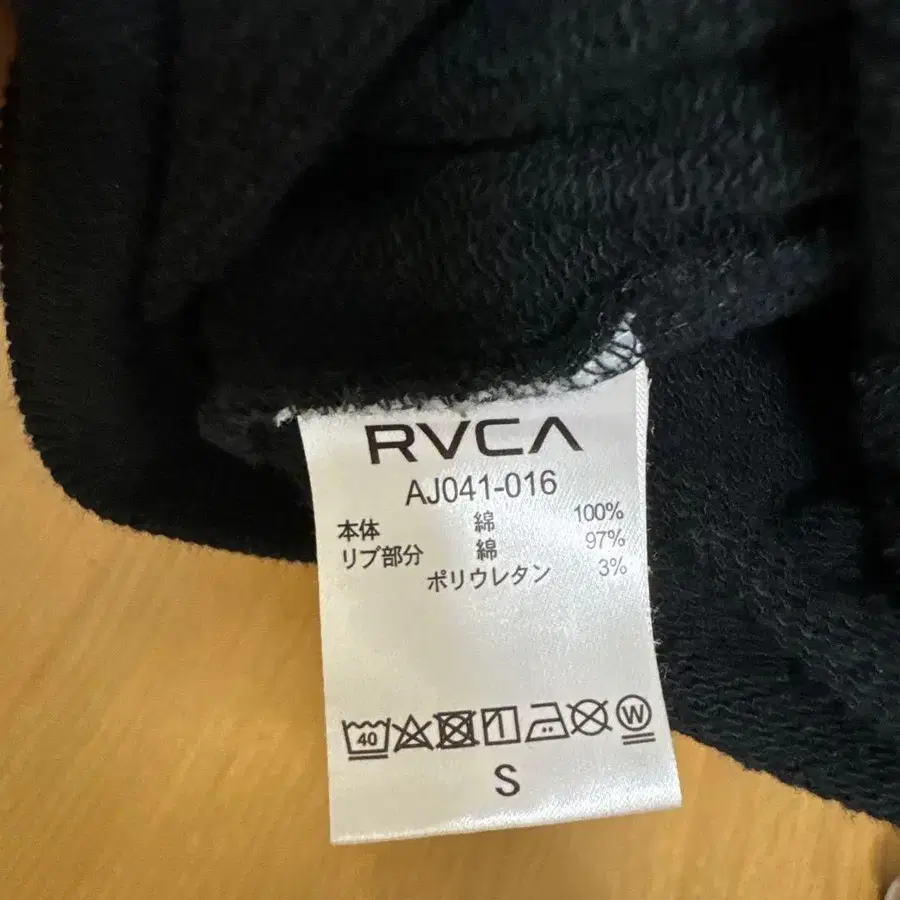 RVCA
AJ041-016
本体 綿 100%
リブ部分 綿 97%
ポリウレタン 3%
40 W
S